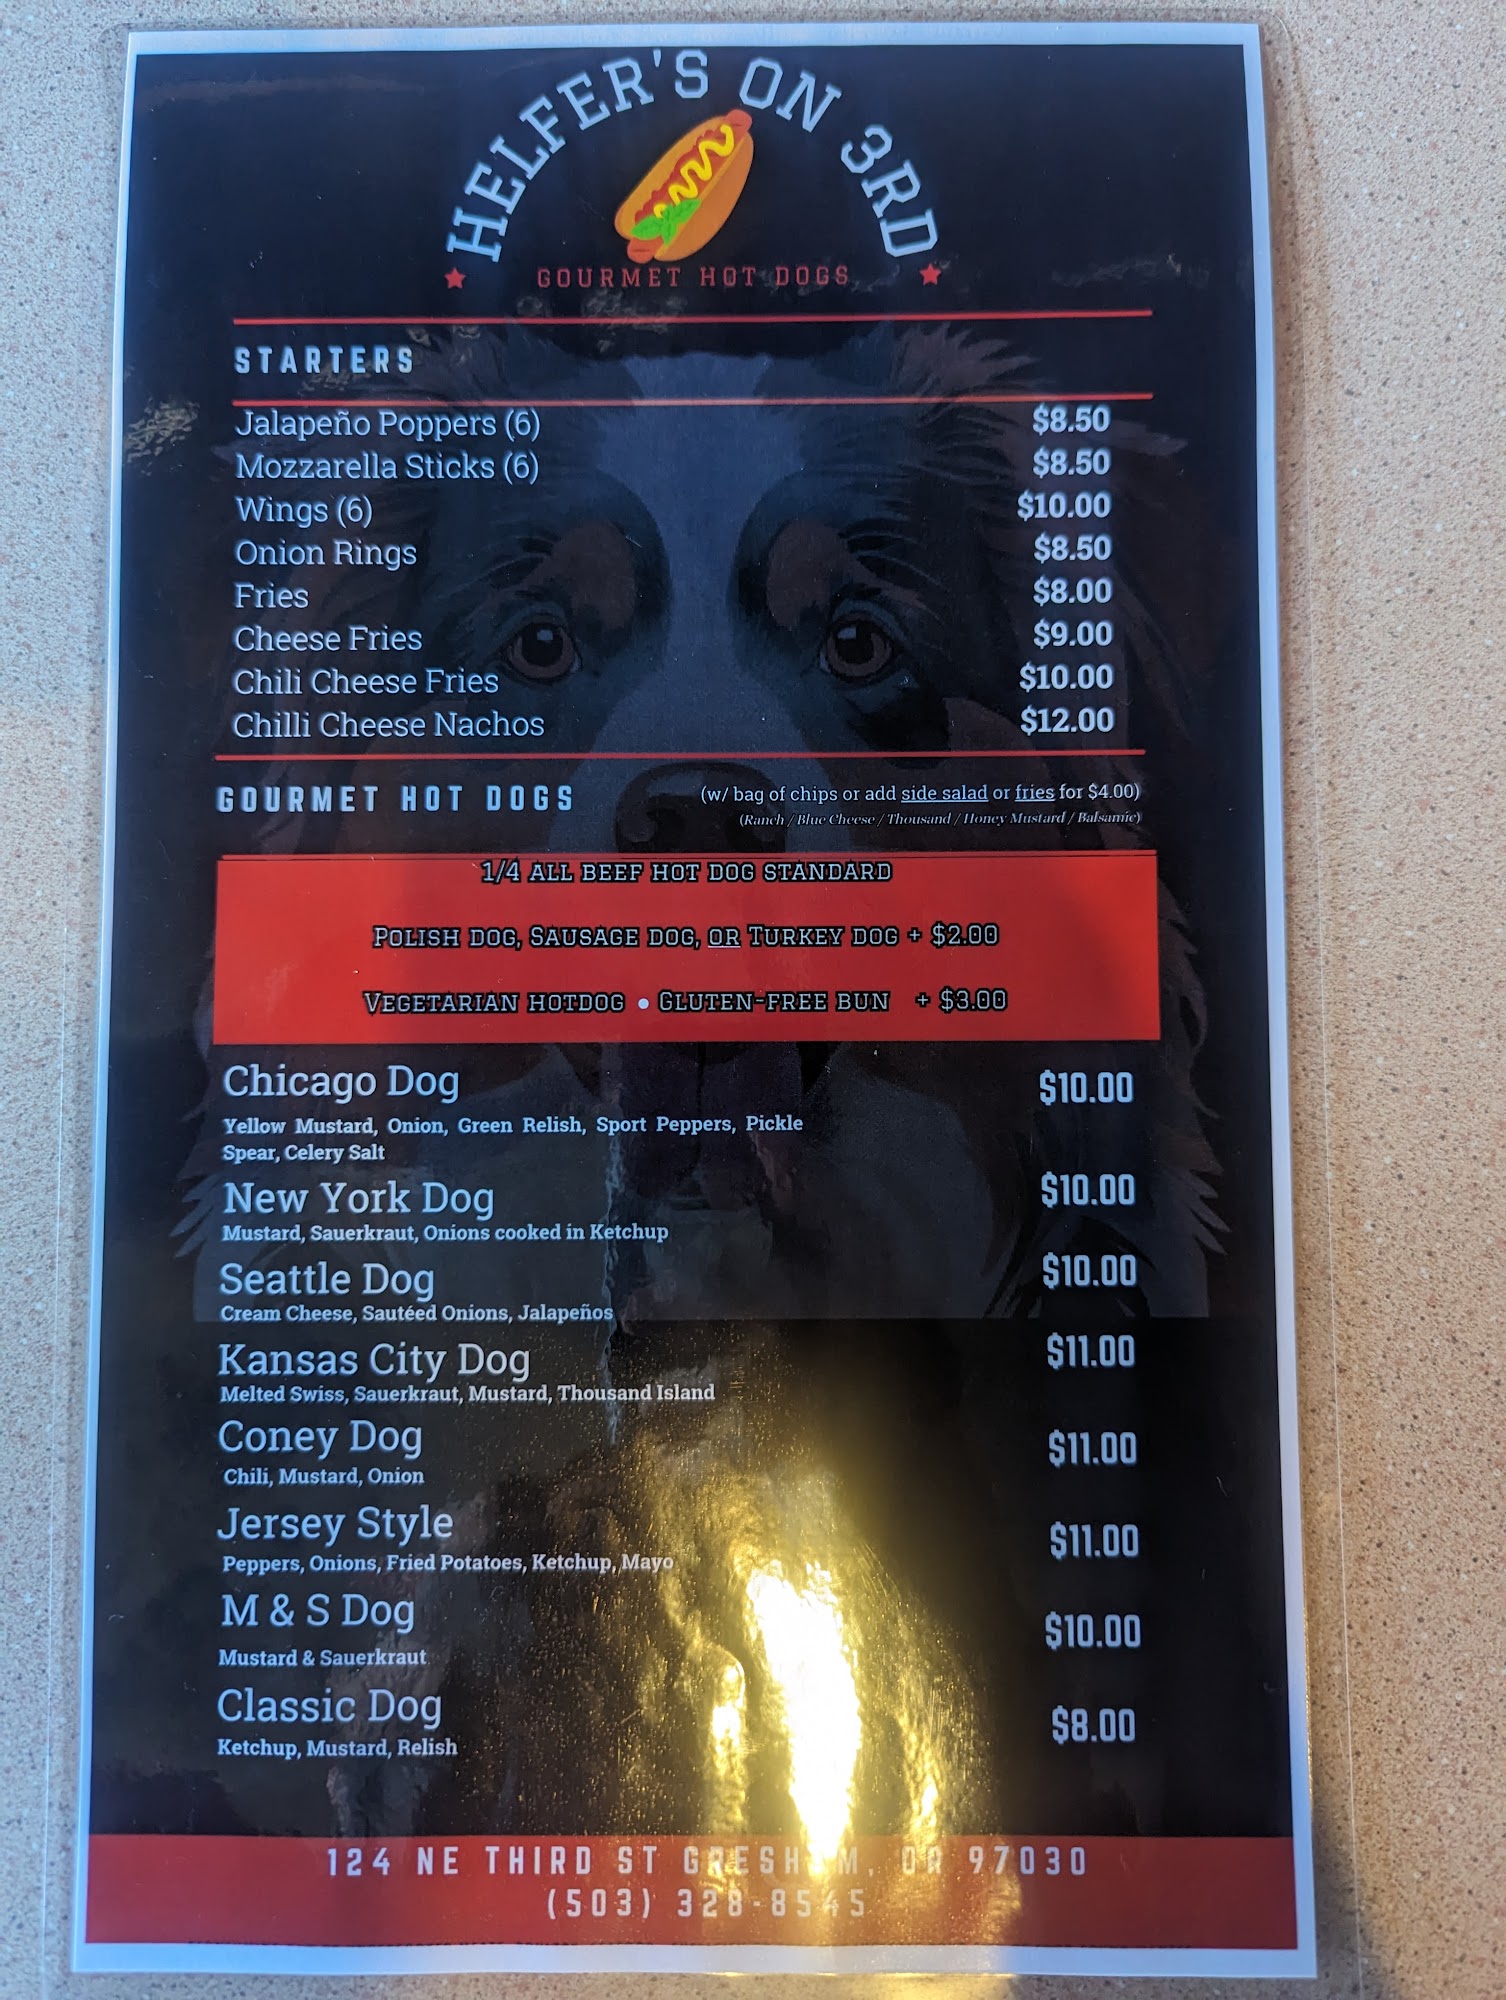 HELFER'S ON 3RD
GOURMET HOT DOGS
STARTERS
Jalapeño Poppers (6) $8.50
Mozzarella Sticks (6) $8.50
Wings (6) $10.00
Onion Rings $8.50
Fries $8.00
Cheese Fries $9.00
Chili Cheese Fries $10.00
Chilli Cheese Nachos $12.00
GOURMET HOT DOGS (w/ bag of chips or add side salad or fries for $4.00)
(Ranch / Blue Cheese / Thousand / Honey Mustard / Balsamic)
1/4 ALL BEEF HOT DOG STANDARD
POLISH DOG, SAUSAGE DOG, OR TURKEY DOG + $2.00
VEGETARIAN HOTDOG • GLUTEN-FREE BUN + $3.00
Chicago Dog $10.00
Yellow Mustard, Onion, Green Relish, Sport Peppers, Pickle
Spear, Celery Salt
New York Dog $10.00
Mustard, Sauerkraut, Onions cooked in Ketchup
Seattle Dog $10.00
Cream Cheese, Sautéed Onions, Jalapeños
Kansas City Dog $11.00
Melted Swiss, Sauerkraut, Mustard, Thousand Island
Coney Dog $11.00
Chili, Mustard, Onion
Jersey Style $11.00
Peppers, Onions, Fried Potatoes, Ketchup, Mayo
M & S Dog $10.00
Mustard & Sauerkraut
Classic Dog $8.00
Ketchup, Mustard, Relish
124 NE THIRD ST GRESHAM, OR 97030
(503) 328-8545